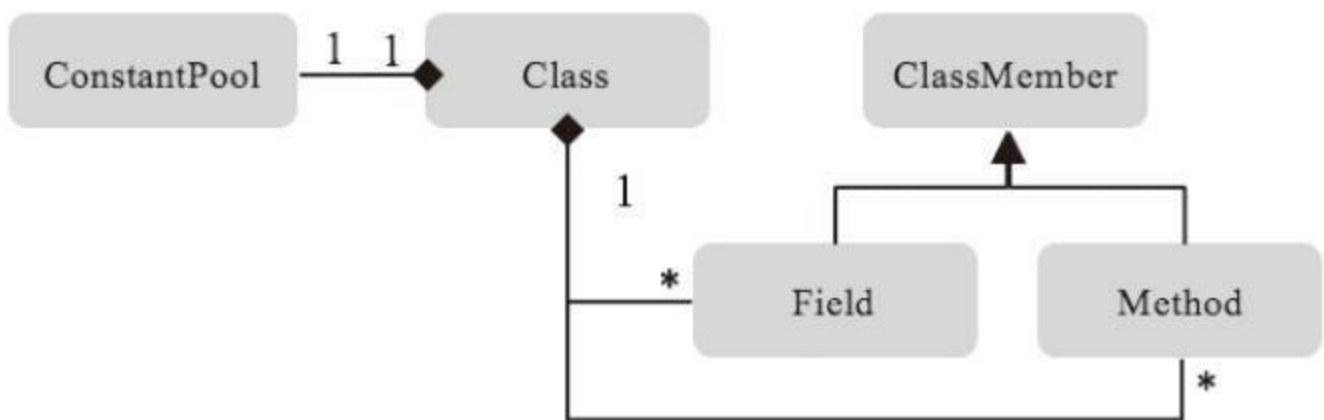 ConstantPool
1
1
Class
ClassMember
1
*
Field
Method
*